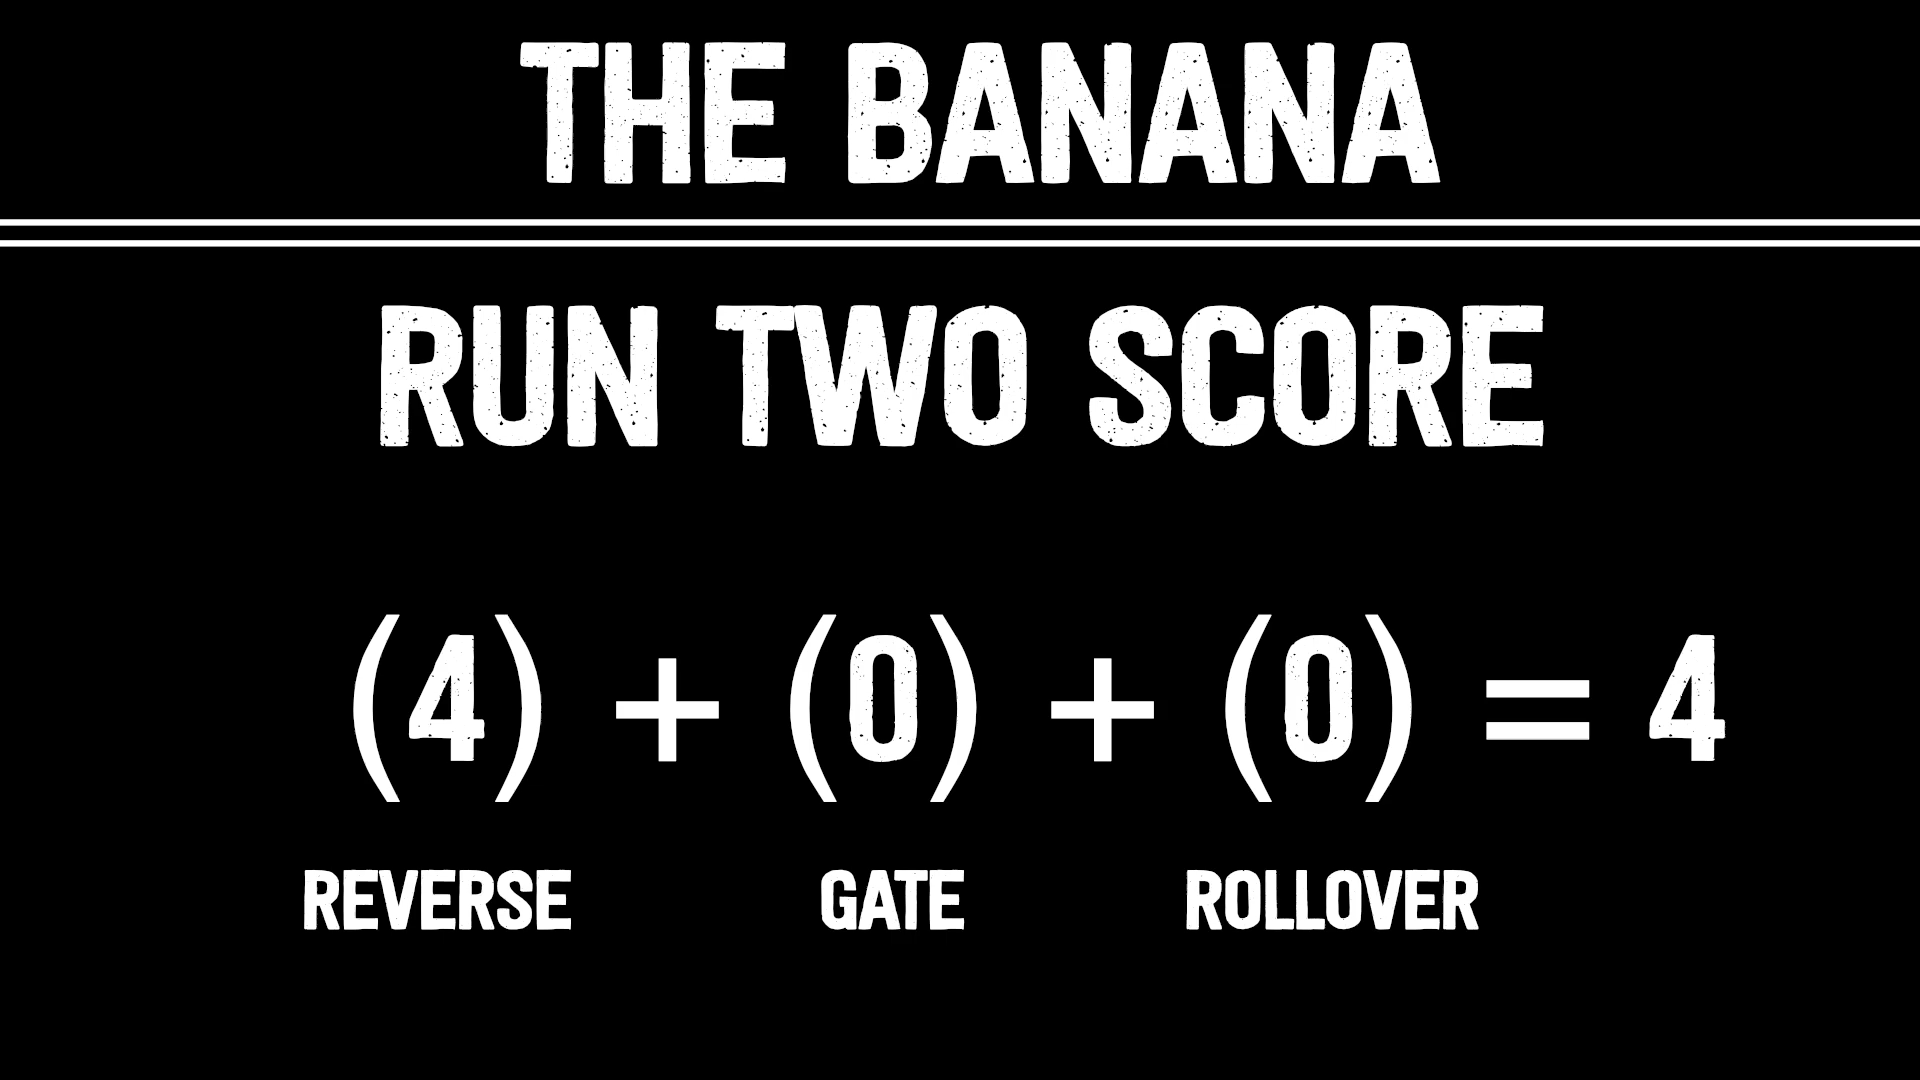 THE BANANA
RUN TWO SCORE
(4) + (0) + (0) = 4
REVERSE GATE ROLLOVER